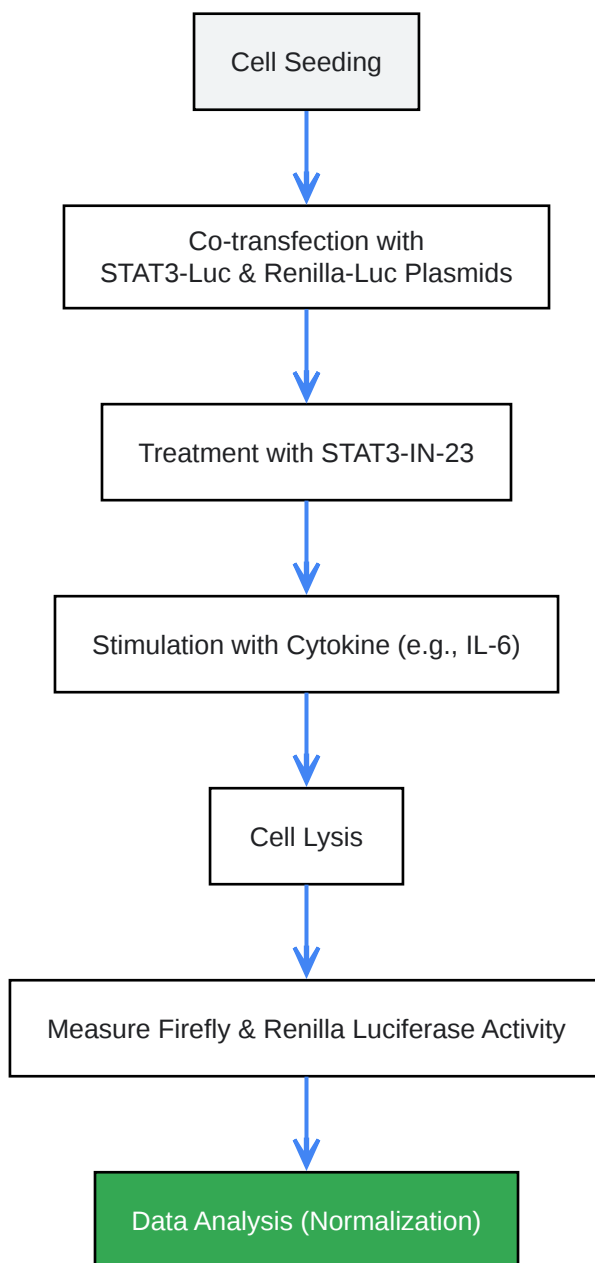 Cell Seeding
Co-transfection with
STAT3-Luc & Renilla-Luc Plasmids
Treatment with STAT3-IN-23
Stimulation with Cytokine (e.g., IL-6)
Cell Lysis
Measure Firefly & Renilla Luciferase Activity
Data Analysis (Normalization)